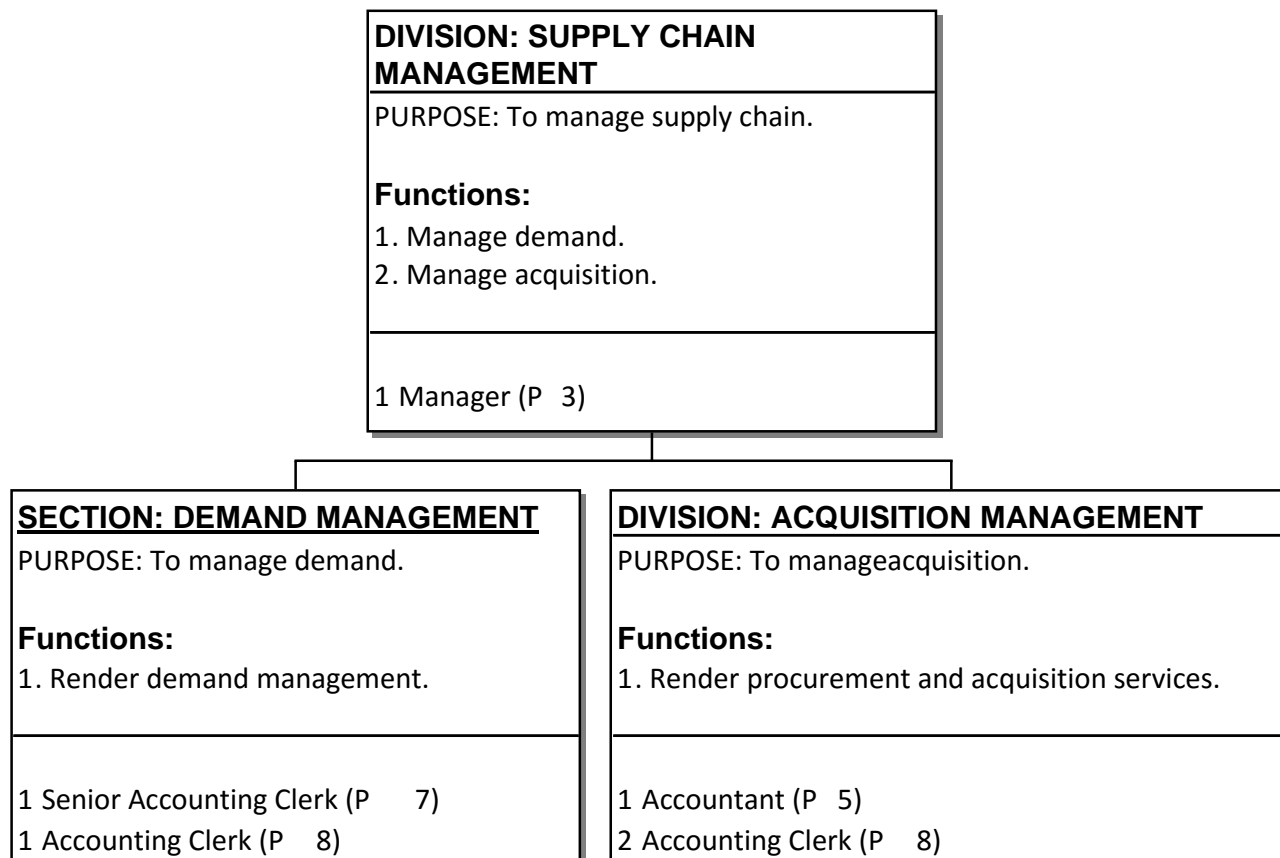 DIVISION: SUPPLY CHAIN
MANAGEMENT
PURPOSE: To manage supply chain.
Functions:
1. Manage demand.
2. Manage acquisition.
1 Manager (P 3)
SECTION: DEMAND MANAGEMENT
PURPOSE: To manage demand.
Functions:
1. Render demand management.
1 Senior Accounting Clerk (P 7)
1 Accounting Clerk (P 8)
DIVISION: ACQUISITION MANAGEMENT
PURPOSE: To manageacquisition.
Functions:
1. Render procurement and acquisition services.
1 Accountant (P 5)
2 Accounting Clerk (P 8)